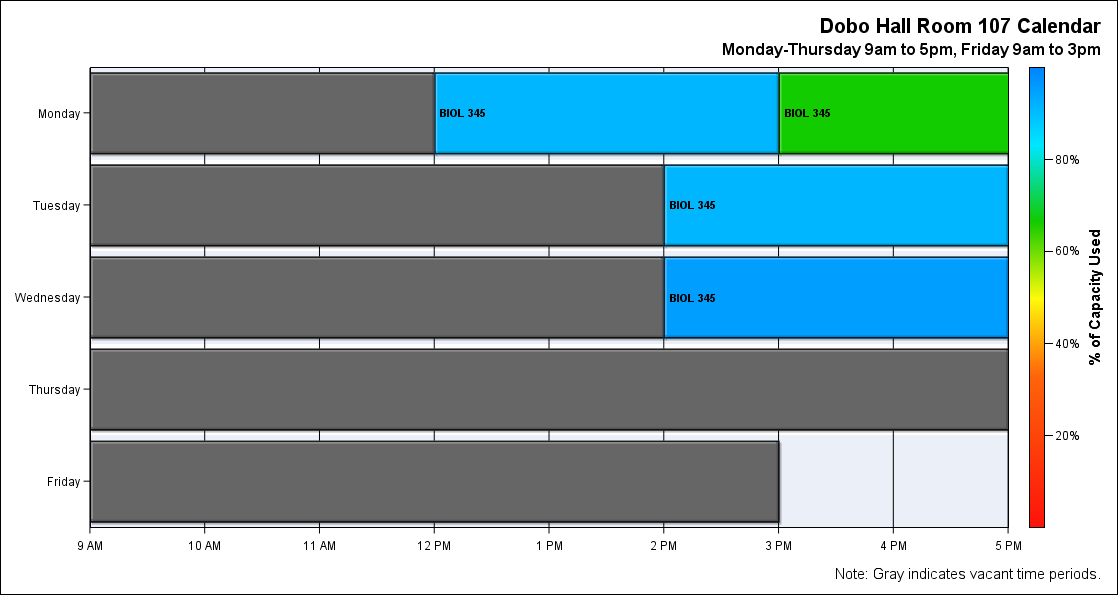 Dobo Hall Room 107 Calendar
Monday-Thursday 9am to 5pm, Friday 9am to 3pm
Monday
BIOL 345
BIOL 345
Tuesday
BIOL 345
Wednesday
BIOL 345
Thursday
Friday
9 AM
10 AM
11 AM
12 PM
1 PM
2 PM
3 PM
4 PM
5 PM
80%
60%
40%
20%
% of Capacity Used
Note: Gray indicates vacant time periods.